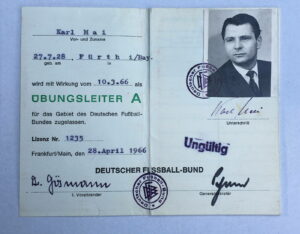 Karl Mai
Vor- und Zuname
27.7.28 Fürth i/Bay.
geb. am in
wird mit Wirkung vom 10.3.66 als
ÜBUNGSLEITER A
für das Gebiet des Deutschen Fußball-
Bundes zugelassen.
Lizenz Nr. 1235
Frankfurt/Main, den 28. April 1966
Karl Mai
Unterschrift
Ungültig
DEUTSCHER FUSSBALL-BUND
1. Vorsitzender
Generalsekretär